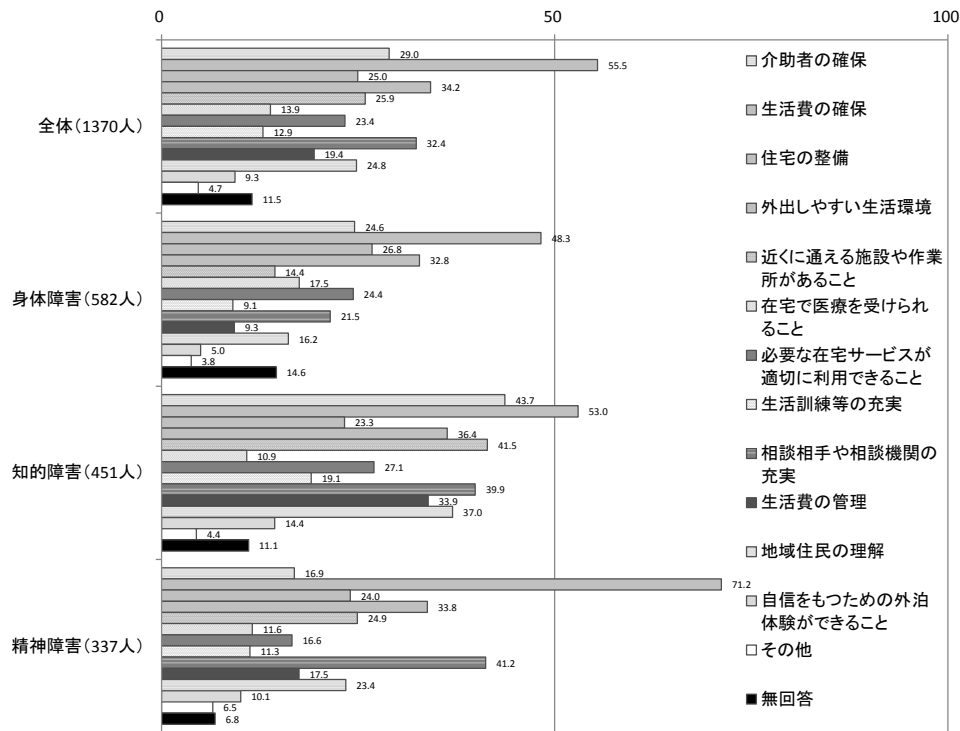 0
50
100
全体（1370人）
29.0
55.5
25.0
34.2
25.9
13.9
23.4
12.9
32.4
19.4
24.8
9.3
4.7
11.5
身体障害（582人）
24.6
48.3
26.8
32.8
14.4
17.5
24.4
9.1
21.5
9.3
16.2
5.0
3.8
14.6
知的障害（451人）
43.7
53.0
23.3
36.4
41.5
10.9
27.1
19.1
39.9
33.9
37.0
14.4
4.4
11.1
精神障害（337人）
16.9
71.2
24.0
33.8
24.9
11.6
16.6
11.3
41.2
17.5
23.4
10.1
6.5
6.8
介助者の確保
生活費の確保
住宅の整備
外出しやすい生活環境
近くに通える施設や作業
所があること
在宅で医療を受けられ
ること
必要な在宅サービスが
適切に利用できること
生活訓練等の充実
相談相手や相談機関の
充実
生活費の管理
地域住民の理解
自信をもつための外泊
体験ができること
その他
無回答